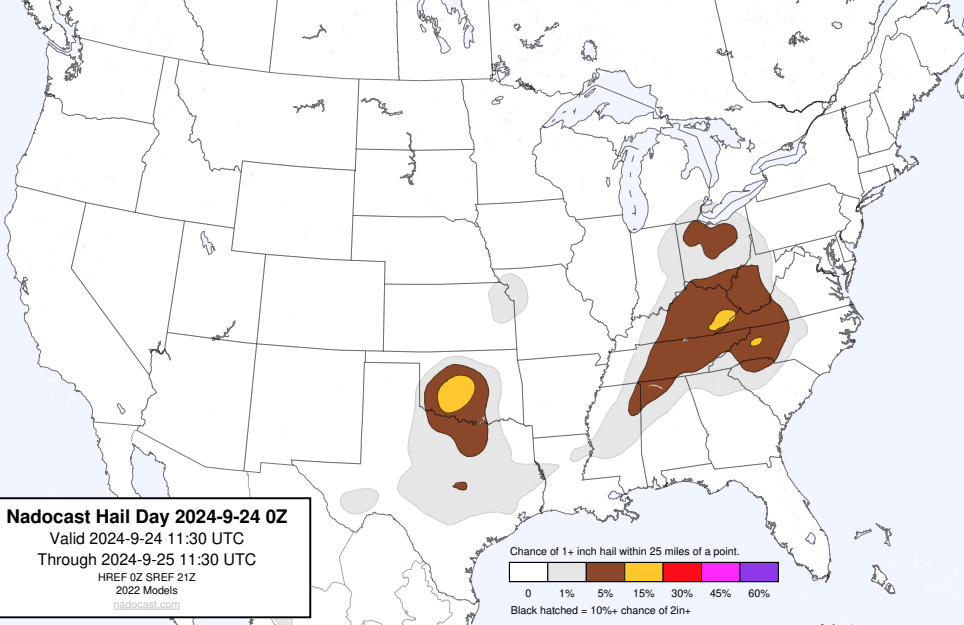 Nadocast Hail Day 2024-9-24 0Z
Valid 2024-9-24 11:30 UTC
Through 2024-9-25 11:30 UTC
HREF 0Z SREF 21Z
2022 Models
nadocast.com
Chance of 1+ inch hail within 25 miles of a point.
0 1% 5% 15% 30% 45% 60%
Black hatched = 10%+ chance of 2in+